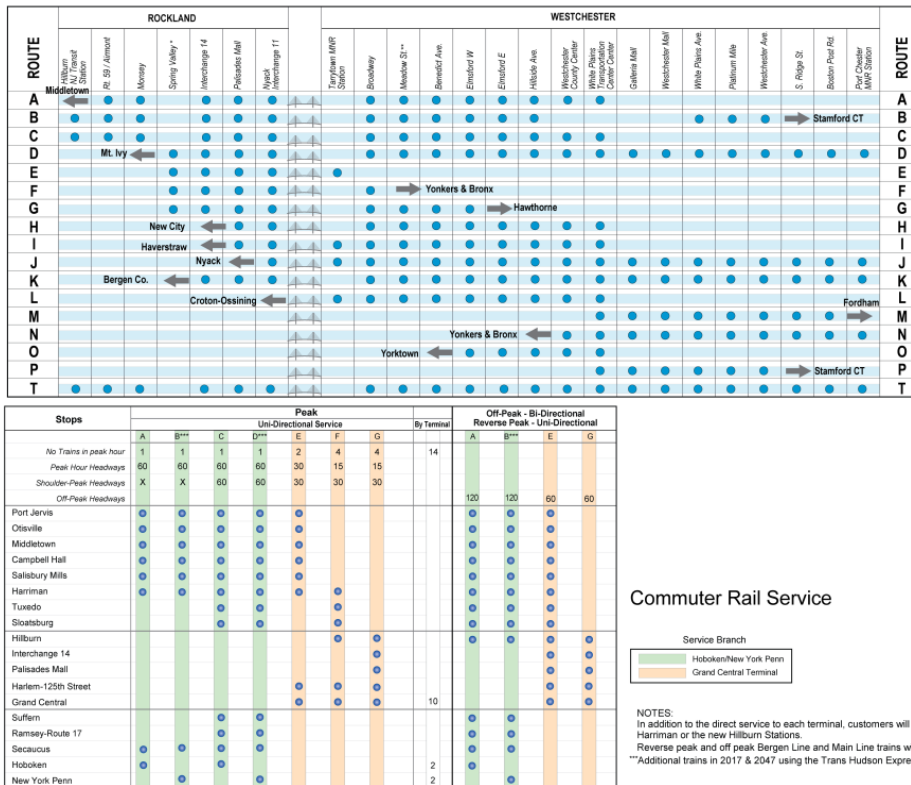 ROCKLAND
WESTCHESTER
ROUTE
Hillburn NJ Transit Station
Rt. 59 / Airmont
Monsey
Spring Valley *
Interchange 14
Palisades Mall
Nyack Interchange 11
Tarrytown MNR Station
Broadway
Meadow St.**
Benedict Ave.
Elmsford W
Elmsford E
Hillside Ave.
Westchester County Center
White Plains Transportation Center Center
Galleria Mall
Westchester Mall
White Plains Ave.
Platinum Mile
Westchester Ave.
S. Ridge St.
Boston Post Rd.
Port Chester MNR Station
ROUTE
A Middletown A
B Stamford CT B
C C
D Mt. Ivy D
E E
F Yonkers & Bronx F
G Hawthorne G
H New City H
I Haverstraw I
J Nyack J
K Bergen Co. K
L Croton-Ossining L
M Fordham M
N Yonkers & Bronx N
O Yorktown O
P Stamford CT P
T T
Stops
Peak
Uni-Directional Service
By Terminal
Off-Peak - Bi-Directional
Reverse Peak - Uni-Directional
A B*** C D*** E F G A B*** E G
No Trains in peak hour 1 1 1 1 2 4 4 14
Peak Hour Headways 60 60 60 60 30 15 15
Shoulder-Peak Headways X X 60 60 30 30 30
Off-Peak Headways 120 120 60 60
Port Jervis
Otisville
Middletown
Campbell Hall
Salisbury Mills
Harriman
Tuxedo
Sloatsburg
Hillburn
Interchange 14
Palisades Mall
Harlem-125th Street
Grand Central 10
Suffern
Ramsey-Route 17
Secaucus
Hoboken 2
New York Penn 2
Commuter Rail Service
Service Branch
Hoboken/New York Penn
Grand Central Terminal
NOTES:
In addition to the direct service to each terminal, customers will
Harriman or the new Hillburn Stations.
Reverse peak and off peak Bergen Line and Main Line trains w
***Additional trains in 2017 & 2047 using the Trans Hudson Expre